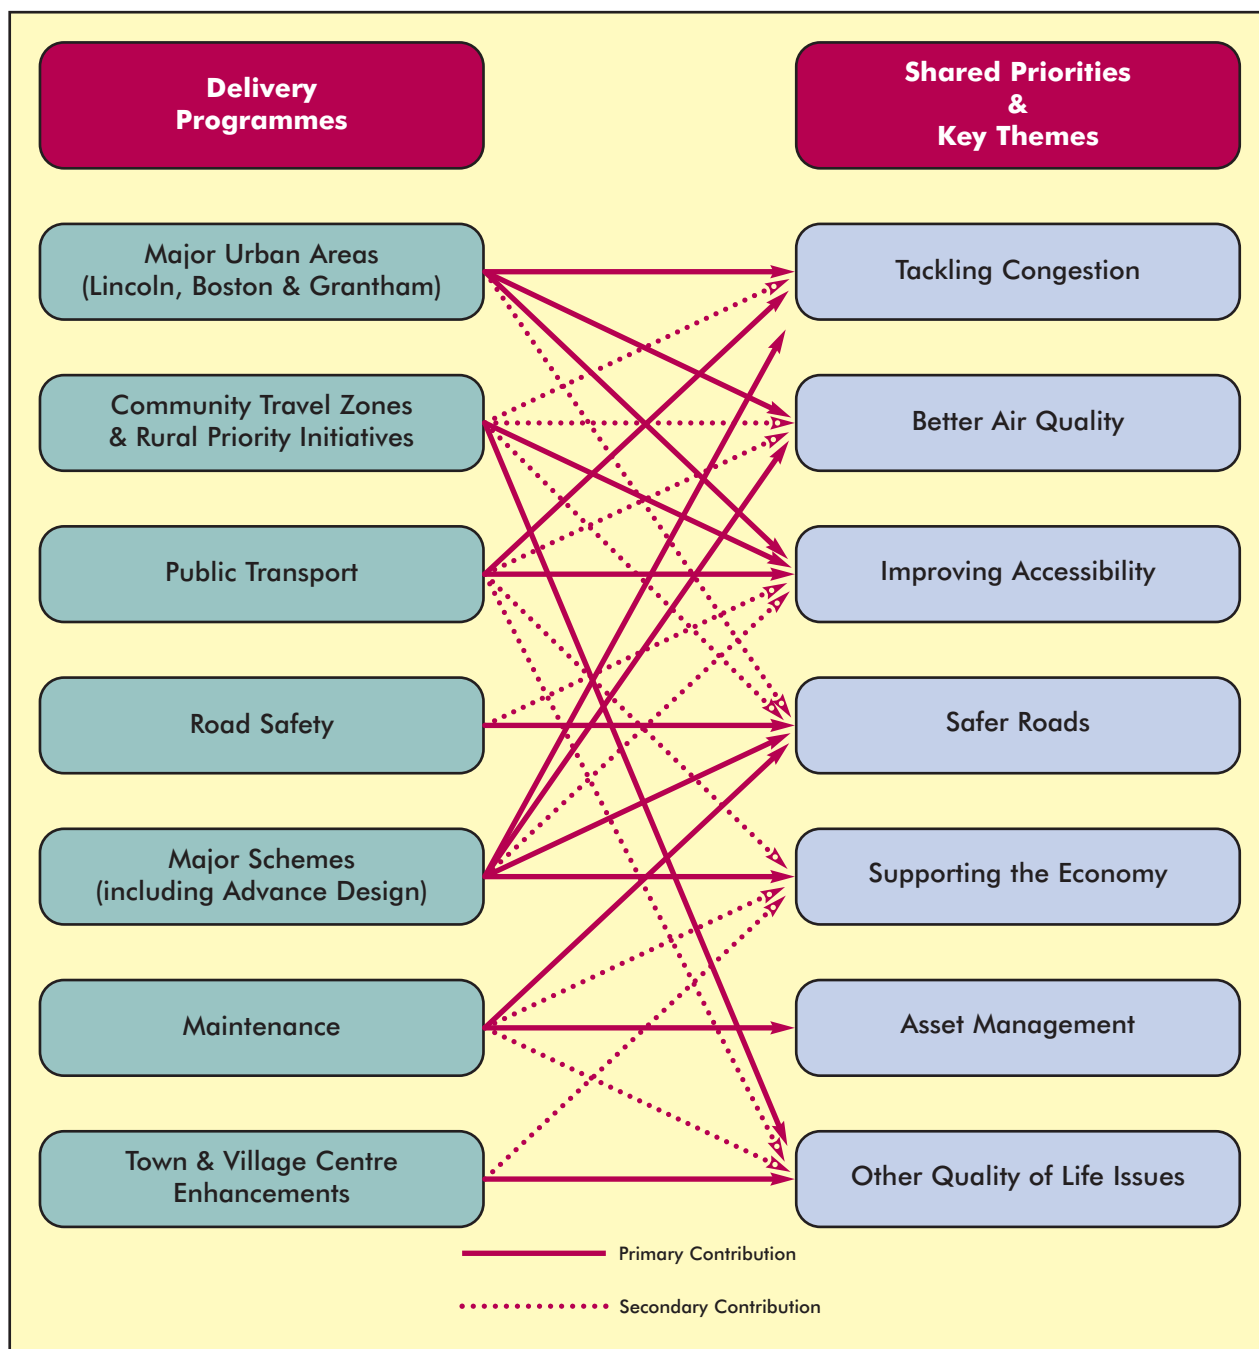 Delivery
Programmes
Shared Priorities
&
Key Themes
Major Urban Areas
(Lincoln, Boston & Grantham)
Tackling Congestion
Community Travel Zones
& Rural Priority Initiatives
Better Air Quality
Public Transport
Improving Accessibility
Road Safety
Safer Roads
Major Schemes
(including Advance Design)
Supporting the Economy
Maintenance
Asset Management
Town & Village Centre
Enhancements
Other Quality of Life Issues
Primary Contribution
Secondary Contribution